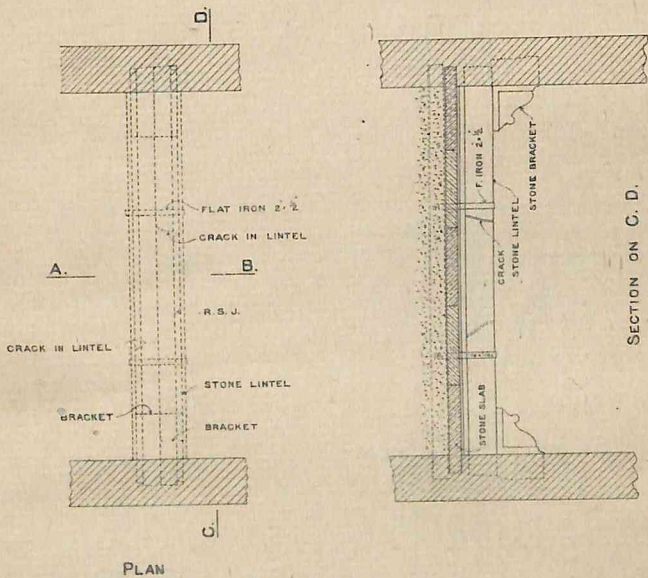 D.
FLAT IRON 2" × ½"
CRACK IN LINTEL
A.
B.
R. S. J.
CRACK IN LINTEL
STONE LINTEL
BRACKET
BRACKET
C.
PLAN
F. IRON 2" × ½"
CRACK
STONE LINTEL
STONE BRACKET
STONE SLAB
SECTION ON C. D.